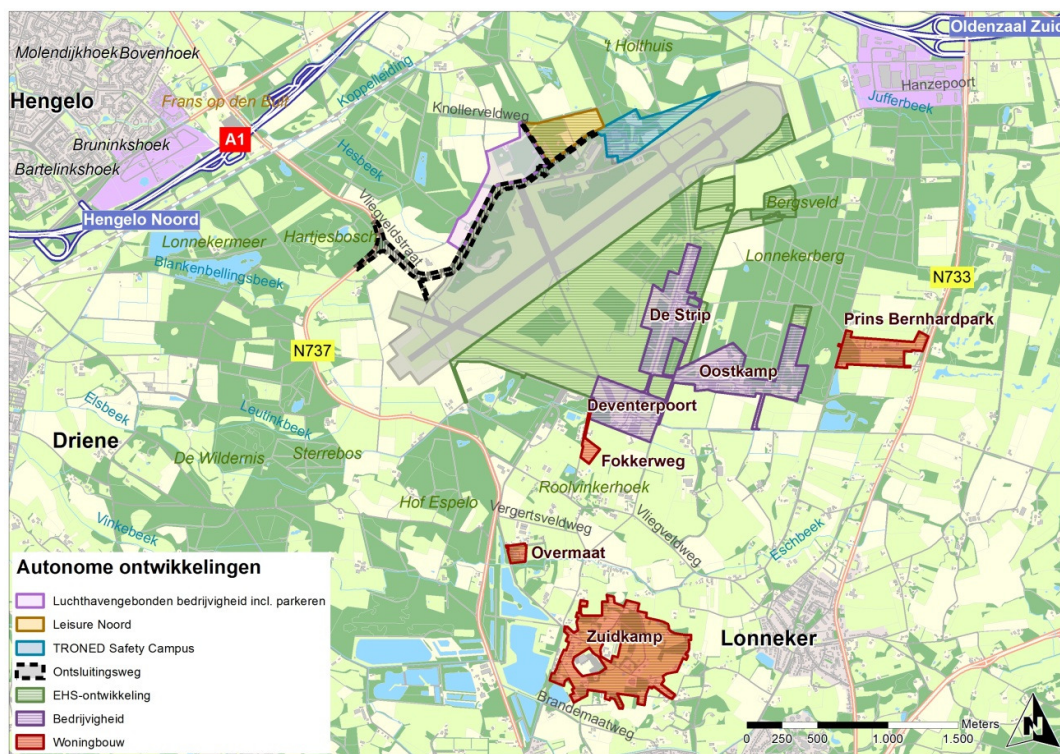 Oldenzaal Zuid
Molendijkhoek
Bovenhoek
't Holthuis
Koppelleiding
Hanzepoort
Hengelo
Frans op den Bult
Knollerveldweg
Jufferbeek
A1
Bruninkshoek
Hesbeek
Bartelinkshoek
Vliegveldstraat
Bergsveld
Hengelo Noord
Lonnekermeer
Hartjesbosch
Lonnekerberg
Blankenbellingsbeek
N733
De Strip
Prins Bernhardpark
N737
Oostkamp
Elsbeek
Leutinkbeek
Deventerpoort
Driene
De Wildernis
Sterrebos
Fokkerweg
Roolvinkerhoek
Hof Espelo
Vergertsveldweg
Vliegveldweg
Vinkebeek
Eschbeek
Overmaat
Zuidkamp
Lonneker
Brandemaatweg
Autonome ontwikkelingen
Luchthavengebonden bedrijvigheid incl. parkeren
Leisure Noord
TRONED Safety Campus
Ontsluitingsweg
EHS-ontwikkeling
Bedrijvigheid
Woningbouw
N
Meters
0 250 500 1.000 1.500